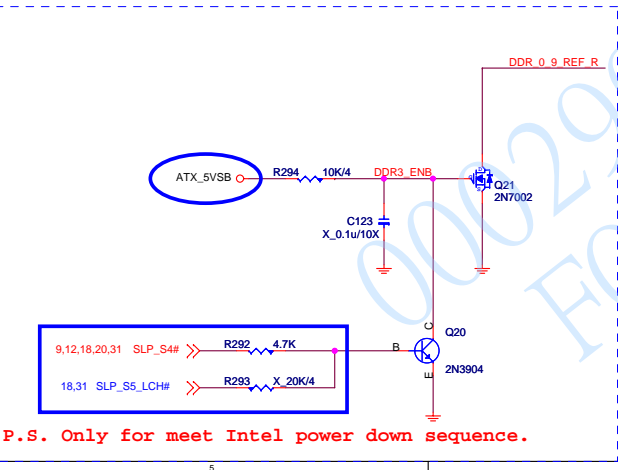 DDR_0_9_REF_R
ATX_5VSB
R294 10K/4
DDR3_ENB
D
G
S
Q21
2N7002
C123
X_0.1u/10X
C
Q20
9,12,18,20,31 SLP_S4#
R292 4.7K
B
18,31 SLP_S5_LCH#
R293 X_20K/4
E
2N3904
P.S. Only for meet Intel power down sequence.
5